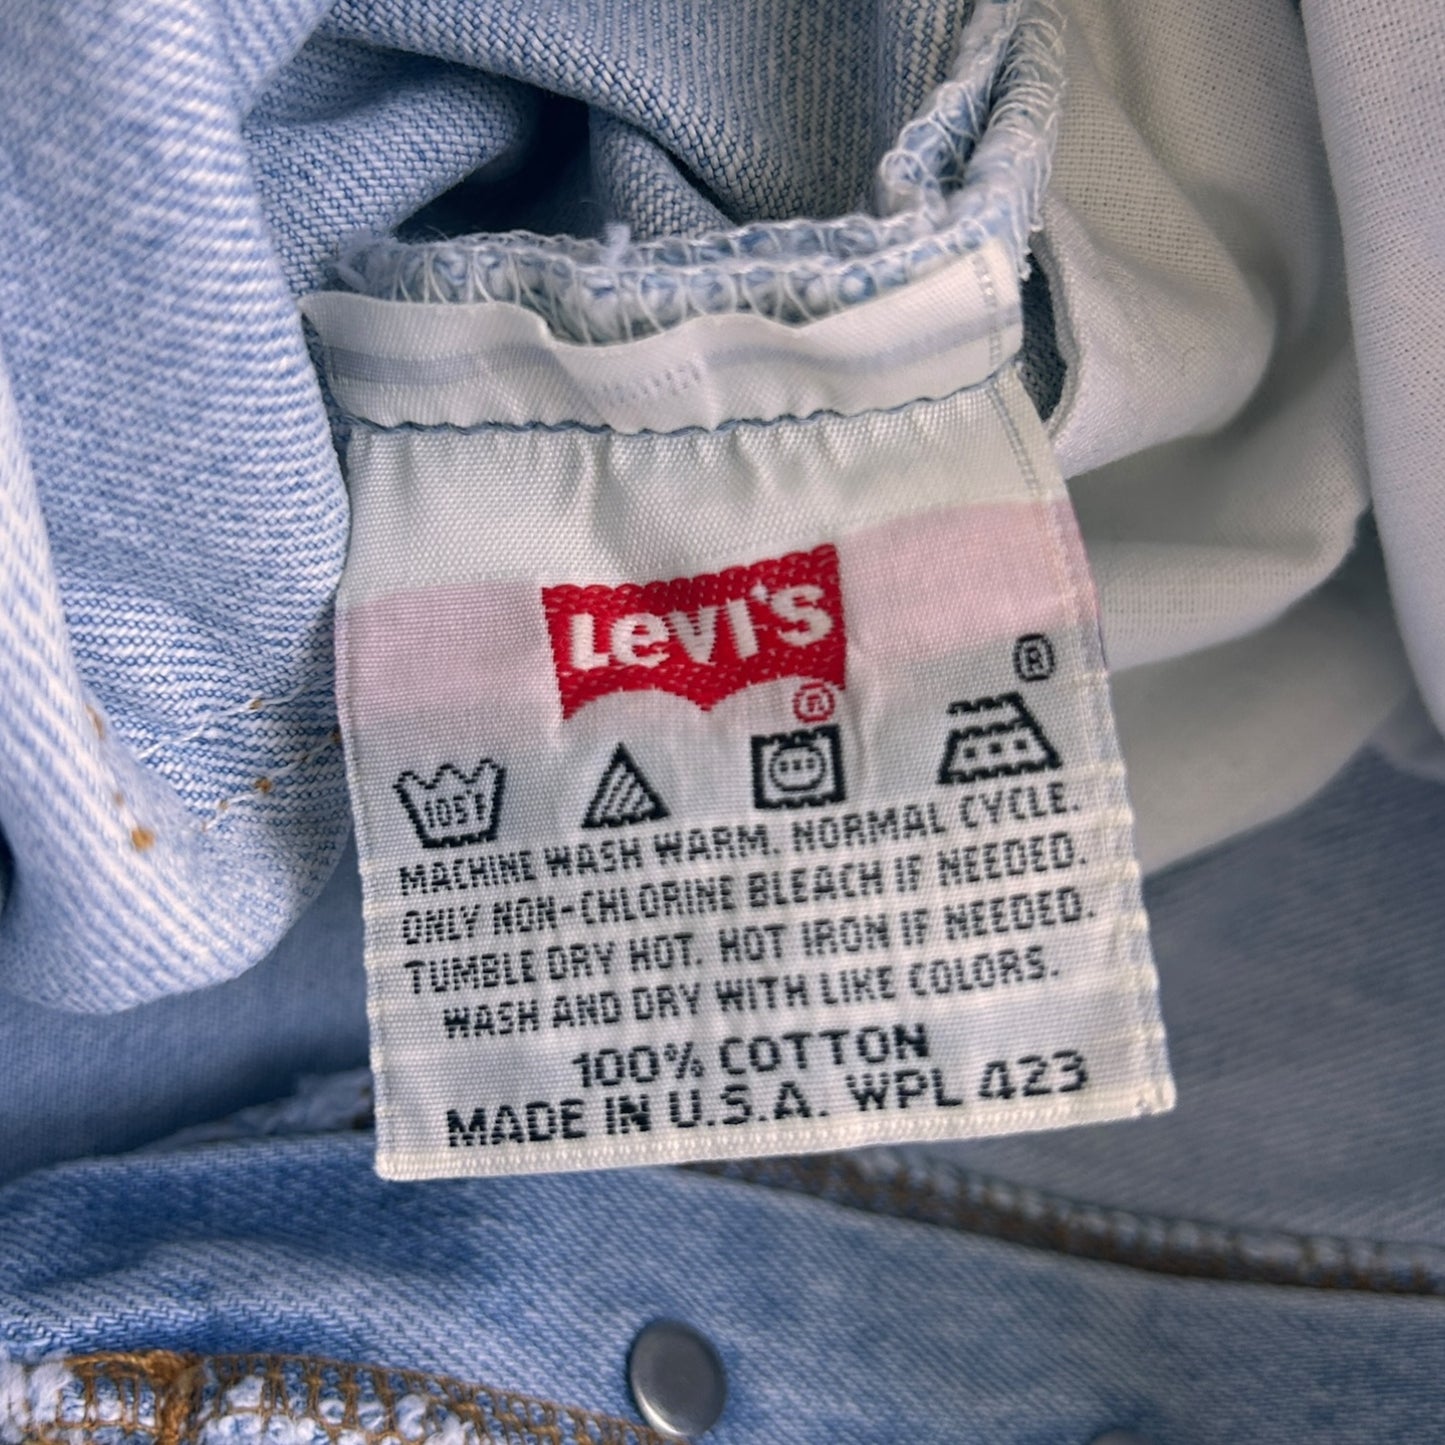 Levi's
®
®
105°F
MACHINE WASH WARM. NORMAL CYCLE.
ONLY NON-CHLORINE BLEACH IF NEEDED.
TUMBLE DRY HOT. HOT IRON IF NEEDED.
WASH AND DRY WITH LIKE COLORS.
100% COTTON
MADE IN U.S.A. WPL 423